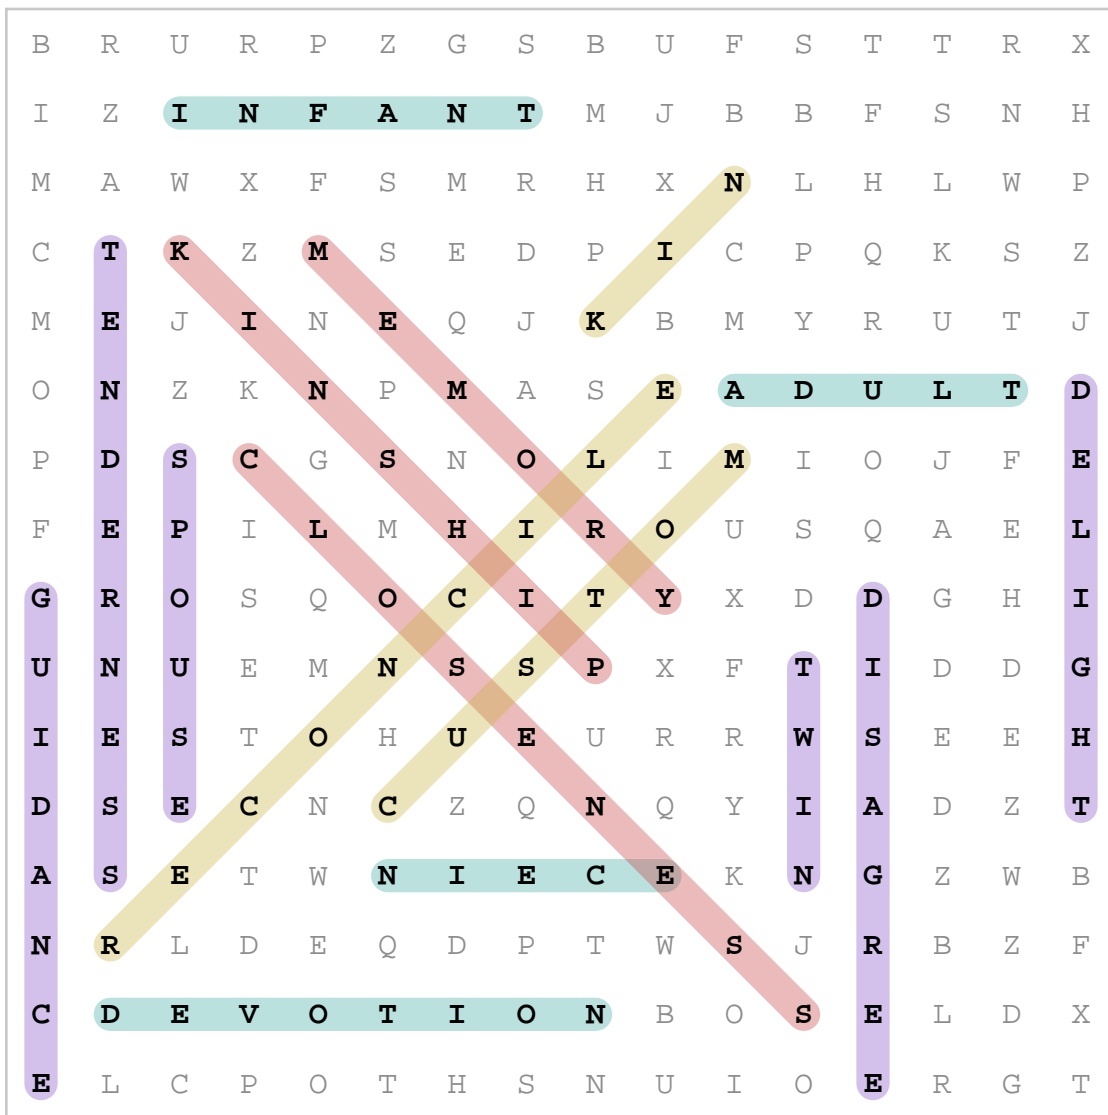 B R U R P Z G S B U F S T T R X
I Z I N F A N T M J B B F S N H
M A W X F S M R H X N L H L W P
C T K Z M S E D P I C P Q K S Z
M E J I N E Q J K B M Y R U T J
O N Z K N P M A S E A D U L T D
P D S C G S N O L I M I O J F E
F E P I L M H I R O U S Q A E L
G R O S Q O C I T Y X D D G H I
U N U E M N S S P X F T I D D G
I E S T O H U E U R R W S E E H
D S E C N C Z Q N Q Y I A D Z T
A S E T W N I E C E K N G Z W B
N R L D E Q D P T W S J R B Z F
C D E V O T I O N B O S E L D X
E L C P O T H S N U I O E R G T